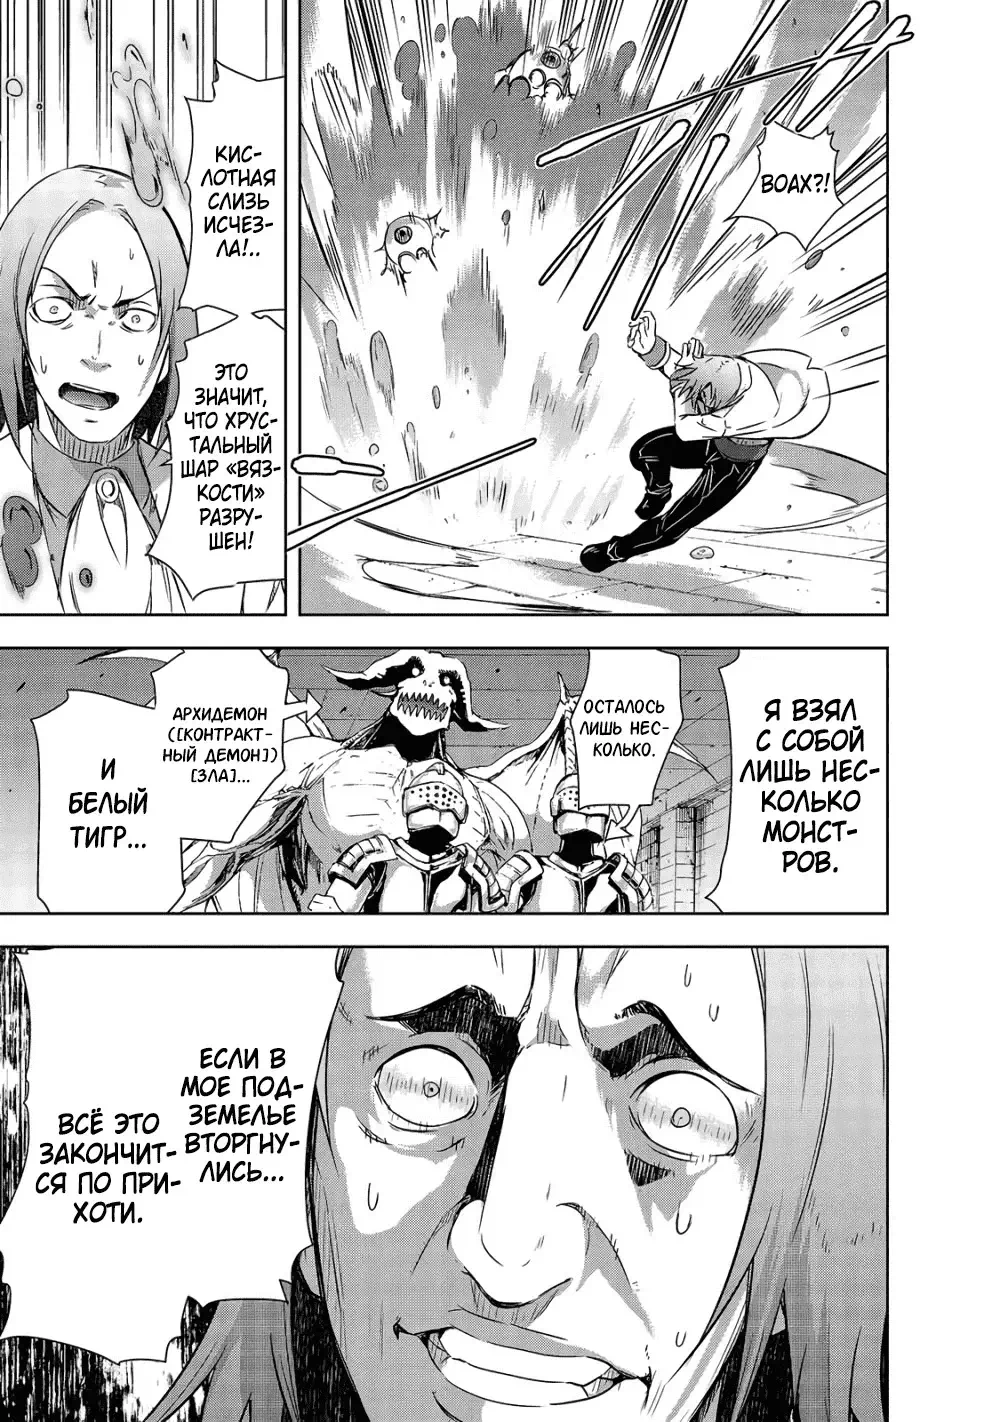 ВОАХ?!
КИС-
ЛОТНАЯ
СЛИЗЬ
ИСЧЕЗ-
ЛА!..
ЭТО
ЗНАЧИТ,
ЧТО ХРУС-
ТАЛЬНЫЙ
ШАР «ВЯЗ-
КОСТИ»
РАЗРУ-
ШЕН!
Я ВЗЯЛ
С СОБОЙ
ЛИШЬ НЕС-
КОЛЬКО
МОНСТ-
РОВ.
ОСТАЛОСЬ
ЛИШЬ НЕС-
КОЛЬКО.
АРХИДЕМОН
([КОНТРАКТ-
НЫЙ ДЕМОН])
[ЗЛА]...
И
БЕЛЫЙ
ТИГР...
ЕСЛИ В
МОЕ ПОД-
ЗЕМЕЛЬЕ
ВТОРГНУ-
ЛИСЬ...
ВСЁ ЭТО
ЗАКОНЧИТ-
СЯ ПО ПРИ-
ХОТИ.